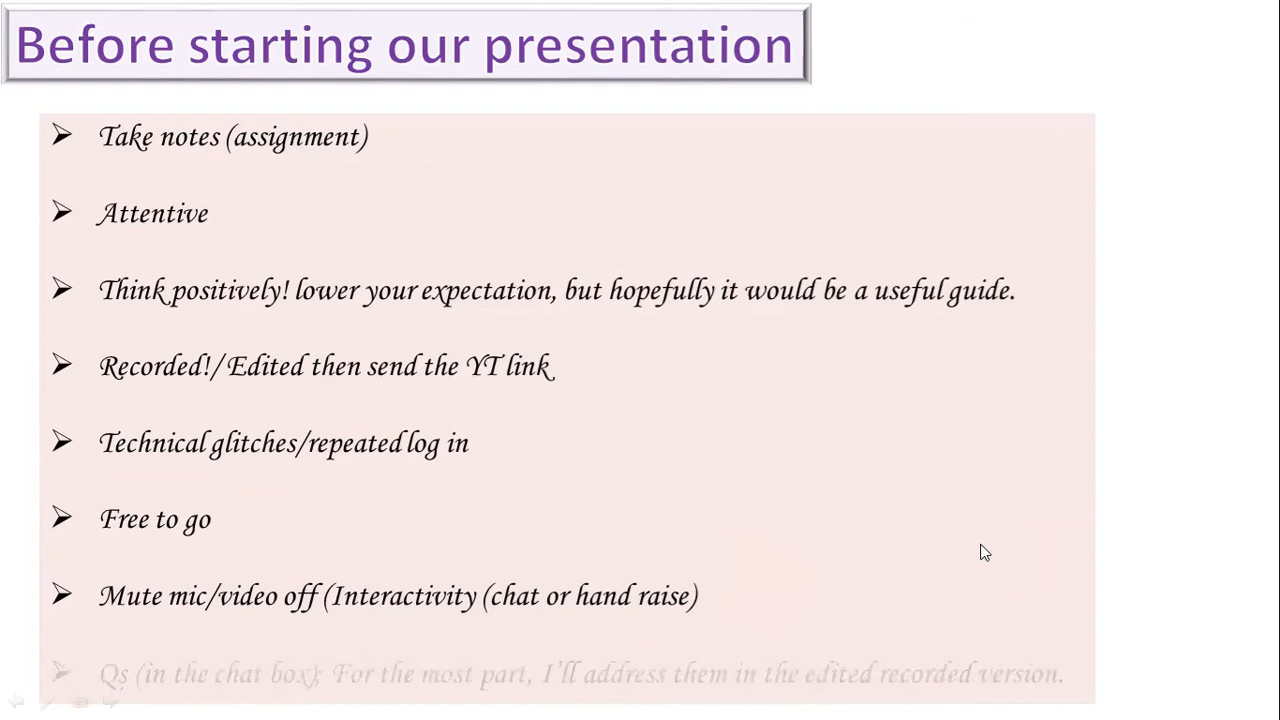 Before starting our presentation
Take notes (assignment)
Attentive
Think positively! lower your expectation, but hopefully it would be a useful guide.
Recorded!/Edited then send the YT link
Technical glitches/repeated log in
Free to go
Mute mic/video off (Interactivity (chat or hand raise)
Qs (in the chat box); For the most part, I'll address them in the edited recorded version.